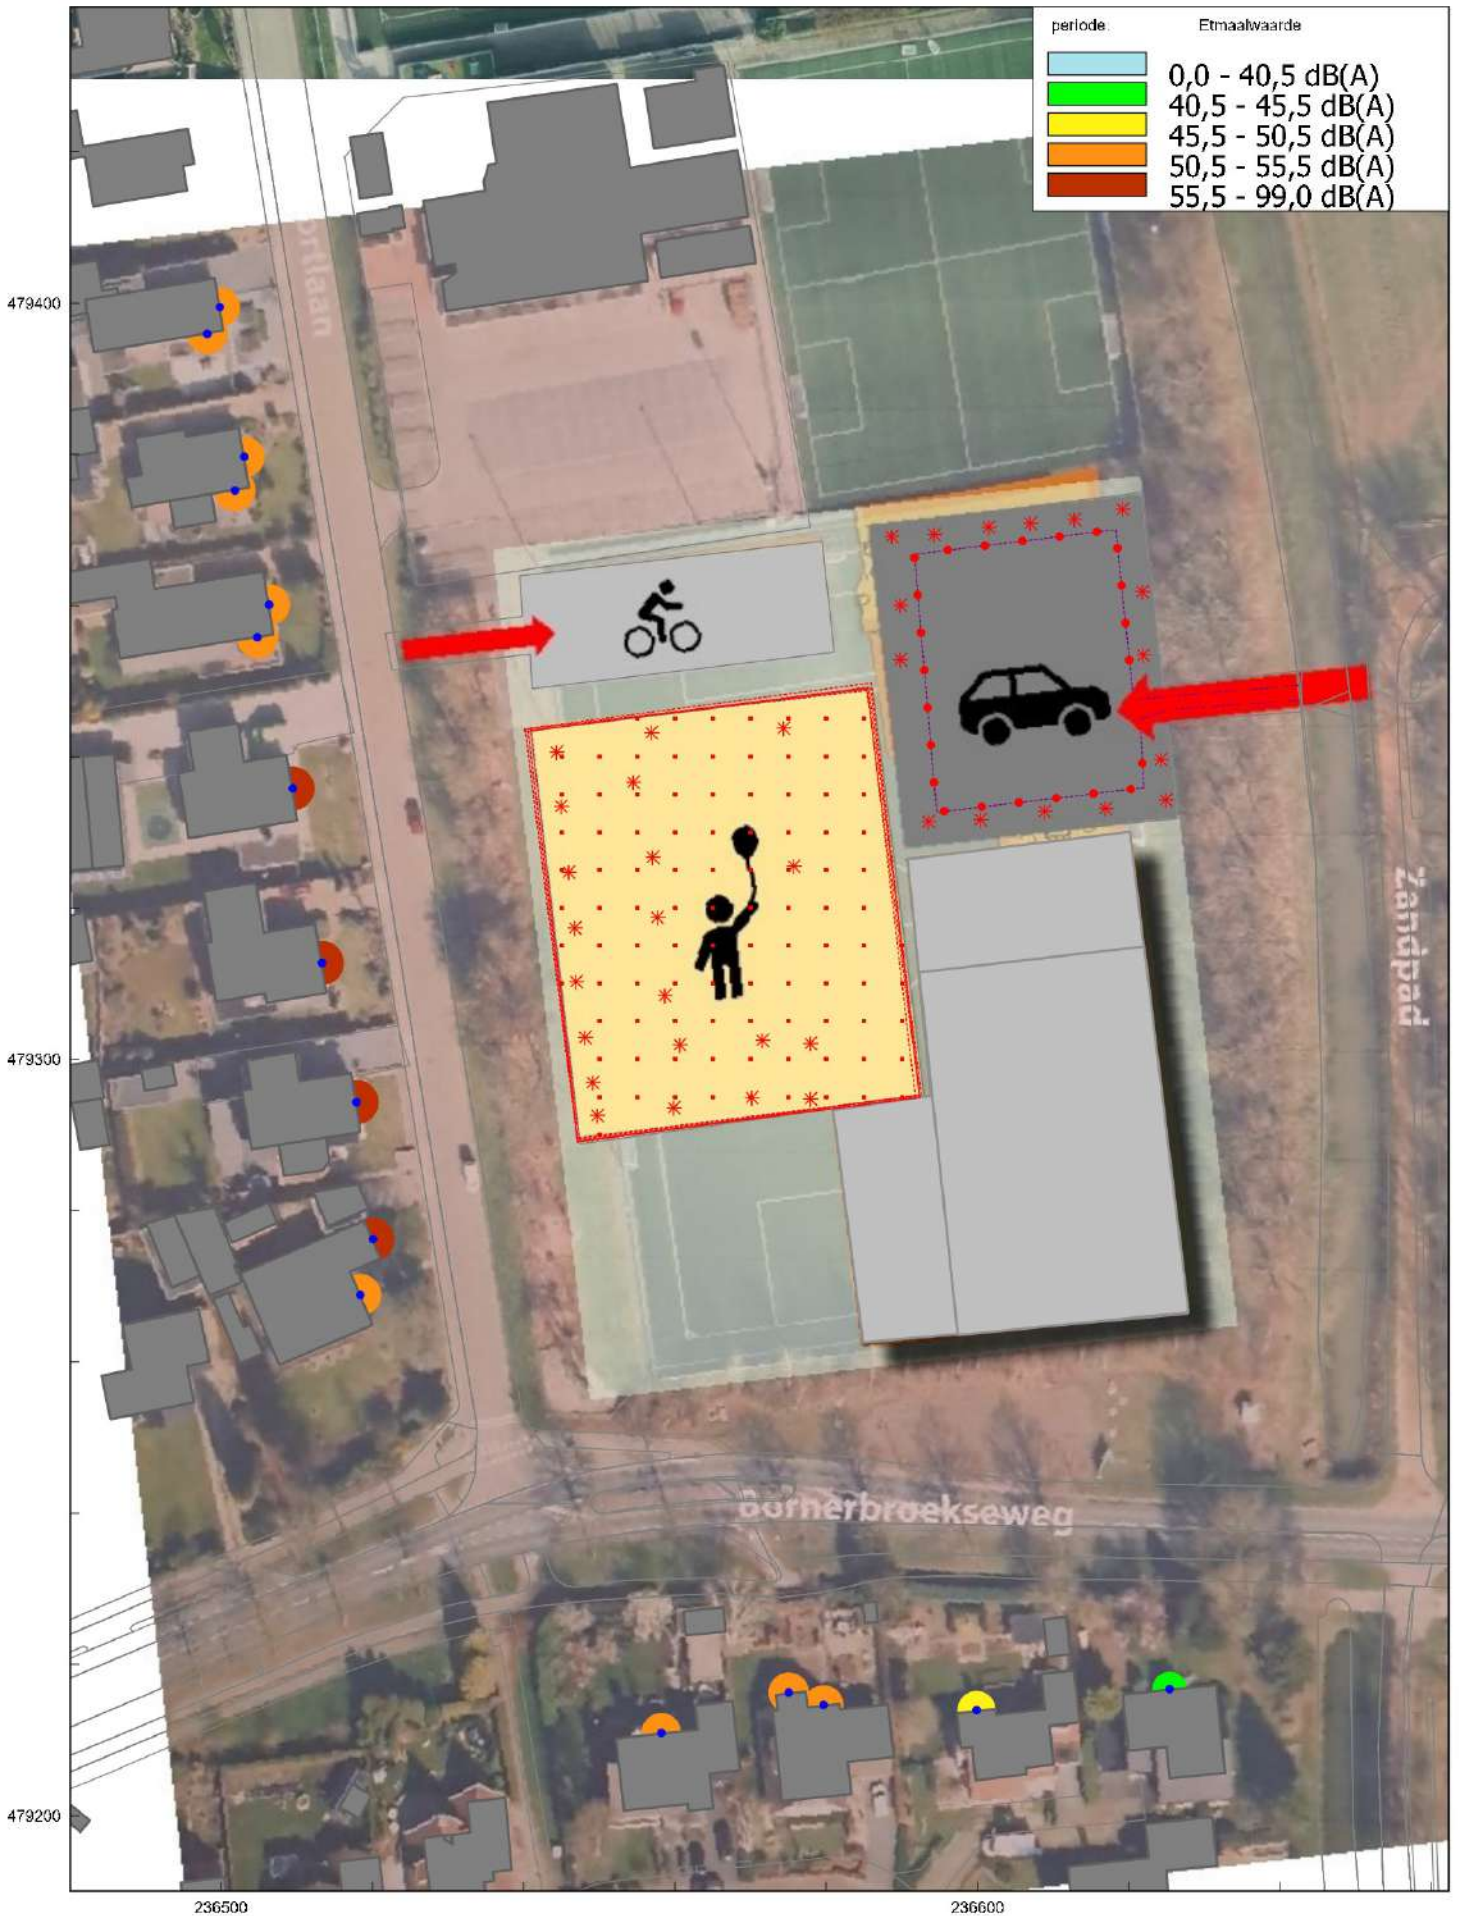 periode: Etmaalwaarde
0,0 - 40,5 dB(A)
40,5 - 45,5 dB(A)
45,5 - 50,5 dB(A)
50,5 - 55,5 dB(A)
55,5 - 99,0 dB(A)
479400
Zandpad
479300
Bornerbroekseweg
479200
236500
236600